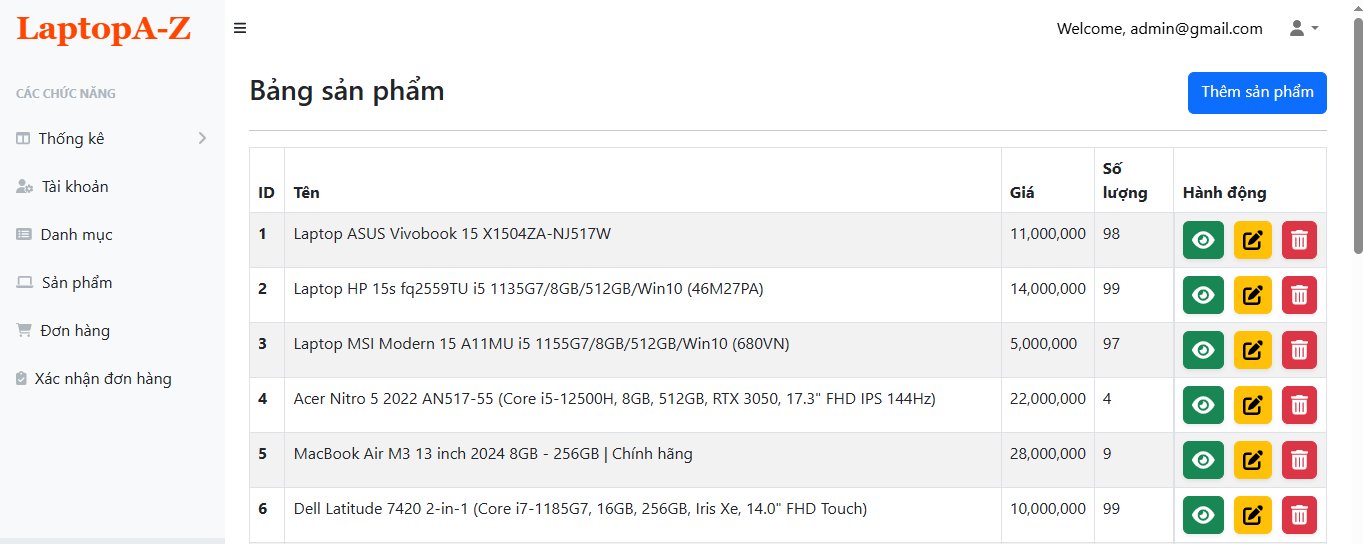 LaptopA-Z
Welcome, admin@gmail.com
CÁC CHỨC NĂNG
Thống kê
Tài khoản
Danh mục
Sản phẩm
Đơn hàng
Xác nhận đơn hàng
Bảng sản phẩm
Thêm sản phẩm
ID Tên Giá Số lượng Hành động
1 Laptop ASUS Vivobook 15 X1504ZA-NJ517W 11,000,000 98
2 Laptop HP 15s fq2559TU i5 1135G7/8GB/512GB/Win10 (46M27PA) 14,000,000 99
3 Laptop MSI Modern 15 A11MU i5 1155G7/8GB/512GB/Win10 (680VN) 5,000,000 97
4 Acer Nitro 5 2022 AN517-55 (Core i5-12500H, 8GB, 512GB, RTX 3050, 17.3" FHD IPS 144Hz) 22,000,000 4
5 MacBook Air M3 13 inch 2024 8GB - 256GB | Chính hãng 28,000,000 9
6 Dell Latitude 7420 2-in-1 (Core i7-1185G7, 16GB, 256GB, Iris Xe, 14.0" FHD Touch) 10,000,000 99